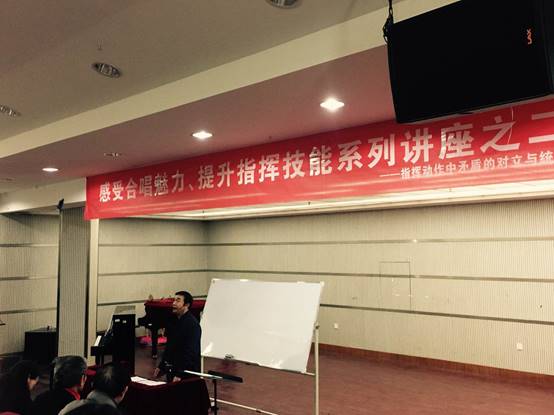 感受合唱魅力、提升指挥技能系列讲座之二
——指挥动作中矛盾的对立与统